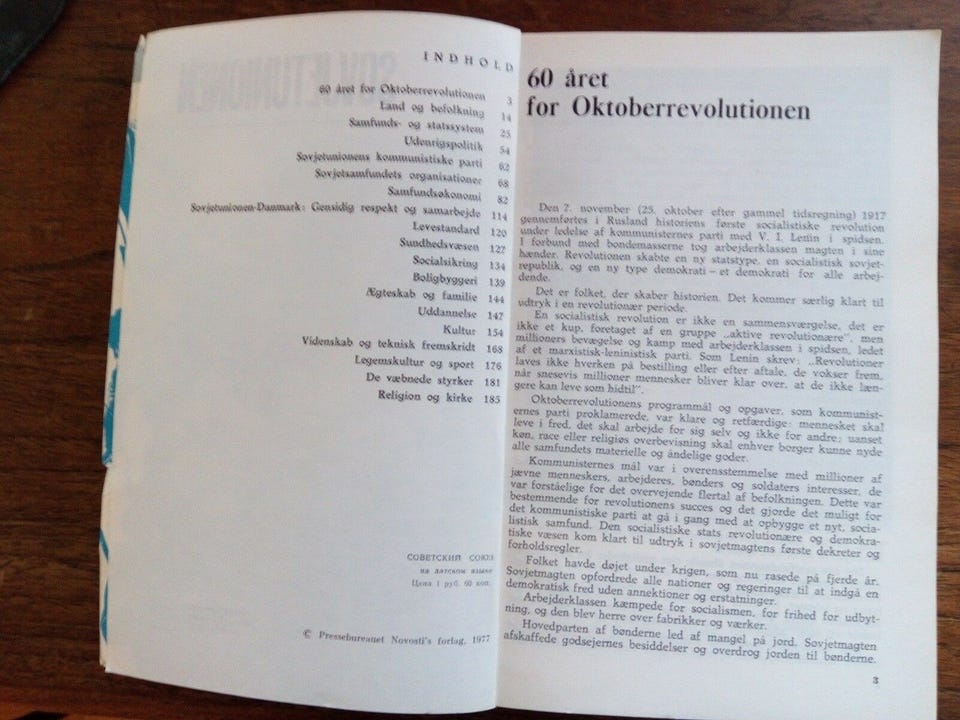 INDHOLD
60 året for Oktoberrevolutionen 3
Land og befolkning 14
Samfunds- og statssystem 25
Udenrigspolitik 54
Sovjetunionens kommunistiske parti 62
Sovjetsamfundets organisationer 68
Samfundsøkonomi 82
Sovjetunionen-Danmark: Gensidig respekt og samarbejde 114
Levestandard 120
Sundhedsvæsen 127
Socialsikring 134
Boligbyggeri 139
Ægteskab og familie 144
Uddannelse 147
Kultur 154
Videnskab og teknisk fremskridt 168
Legemskultur og sport 176
De væbnede styrker 181
Religion og kirke 185
СОВЕТСКИЙ СОЮЗ
на датском языке
Цена 1 руб. 60 коп.
© Pressebureauet Novosti's forlag, 1977
60 året
for Oktoberrevolutionen
Den 7. november (25. oktober efter gammel tidsregning) 1917
gennemførtes i Rusland historiens første socialistiske revolution
under ledelse af kommunisternes parti med V. I. Lenin i spidsen.
I forbund med bondemasserne tog arbejderklassen magten i sine
hænder. Revolutionen skabte en ny statstype, en socialistisk sovjet-
republik, og en ny type demokrati – et demokrati for alle arbej-
dende.
Det er folket, der skaber historien. Det kommer særlig klart til
udtryk i en revolutionær periode.
En socialistisk revolution er ikke en sammensværgelse, det er
ikke et kup, foretaget af en gruppe „aktive revolutionære", men
millioners bevægelse og kamp med arbejderklassen i spidsen, ledet
af et marxistisk-leninistisk parti. Som Lenin skrev: „Revolutioner
laves ikke hverken på bestilling eller efter aftale, de vokser frem,
når snesevis millioner mennesker bliver klar over, at de ikke læn-
gere kan leve som hidtil".
Oktoberrevolutionens programmål og opgaver, som kommunist-
ernes parti proklamerede, var klare og retfærdige: mennesket skal
leve i fred, det skal arbejde for sig selv og ikke for andre; uanset
køn, race eller religiøs overbevisning skal enhver borger kunne nyde
alle samfundets materielle og åndelige goder.
Kommunisternes mål var i overensstemmelse med millioner af
jævne menneskers, arbejderes, bønders og soldaters interesser, de
var forståelige for det overvejende flertal af befolkningen. Dette var
bestemmende for revolutionens succes og det gjorde det muligt for
det kommunistiske parti at gå i gang med at opbygge et nyt, socia-
listisk samfund. Den socialistiske stats revolutionære og demokra-
tiske væsen kom klart til udtryk i sovjetmagtens første dekreter og
forholdsregler.
Folket havde døjet under krigen, som nu rasede på fjerde år.
Sovjetmagten opfordrede alle nationer og regeringer til at indgå en
demokratisk fred uden annektioner og erstatninger.
Arbejderklassen kæmpede for socialismen, for frihed for udbyt-
ning, og den blev herre over fabrikker og værker.
Hovedparten af bønderne led af mangel på jord. Sovjetmagten
afskaffede godsejernes besiddelser og overdrog jorden til bønderne.
3